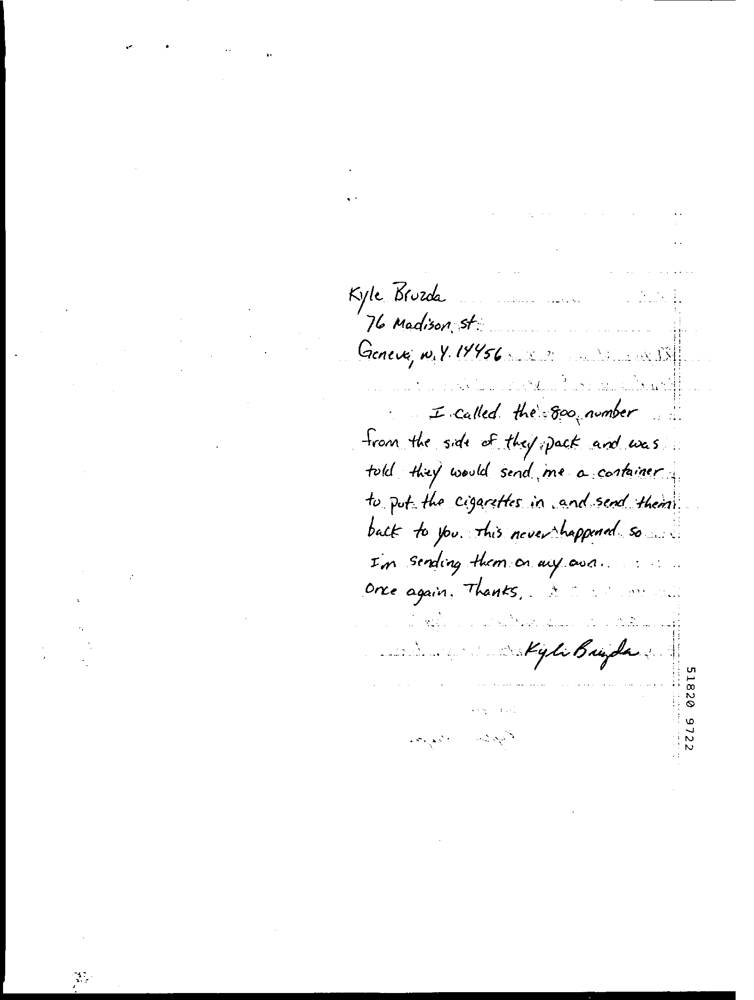 Kyle Bruzda
76 Madison St.
Geneva, N.Y. 14456
I called the 800 number
from the side of they pack and was
told they would send me a container
to put the cigarettes in and send them
back to you. This never happened so
I'm sending them on my own.
Once again. Thanks,
Kyle Bruzda
51820 9722